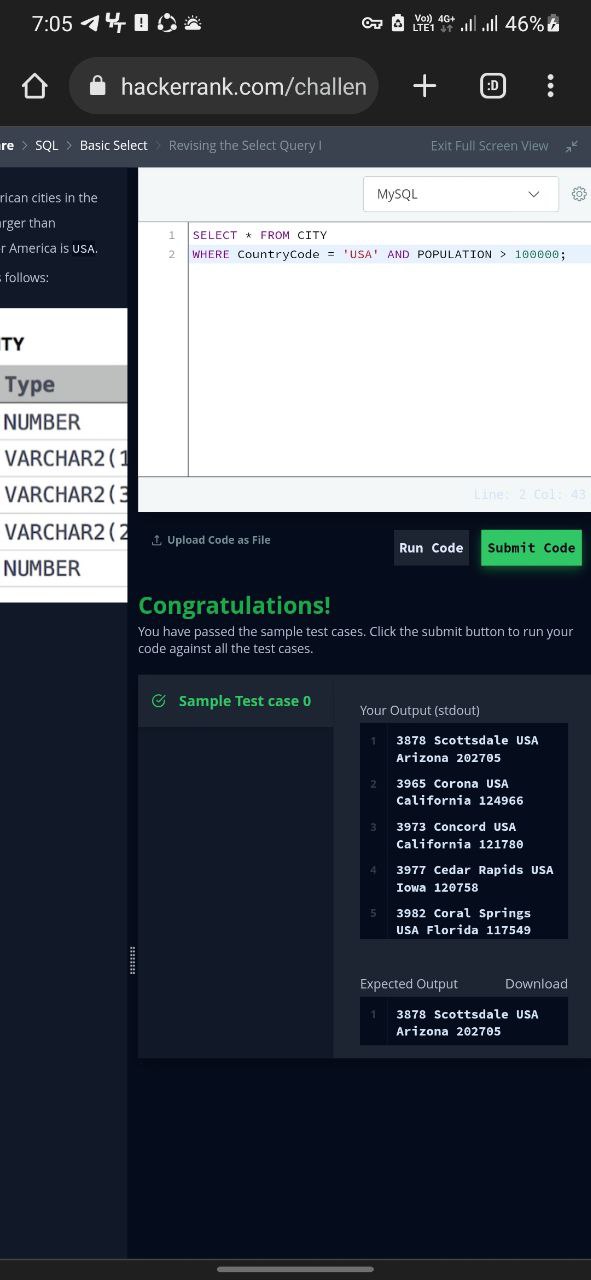 7:05
Vo)) LTE1 4G+ 46%
hackerrank.com/challen
:D
re > SQL > Basic Select > Revising the Select Query I
Exit Full Screen View
rican cities in the
arger than
r America is USA.
s follows:
TY
Type
NUMBER
VARCHAR2(1
VARCHAR2(3
VARCHAR2(2
NUMBER
MySQL
1 SELECT * FROM CITY
2 WHERE CountryCode = 'USA' AND POPULATION > 100000;
Line: 2 Col: 43
Upload Code as File
Run Code
Submit Code
Congratulations!
You have passed the sample test cases. Click the submit button to run your
code against all the test cases.
Sample Test case 0
Your Output (stdout)
1 3878 Scottsdale USA
Arizona 202705
2 3965 Corona USA
California 124966
3 3973 Concord USA
California 121780
4 3977 Cedar Rapids USA
Iowa 120758
5 3982 Coral Springs
USA Florida 117549
Expected Output Download
1 3878 Scottsdale USA
Arizona 202705